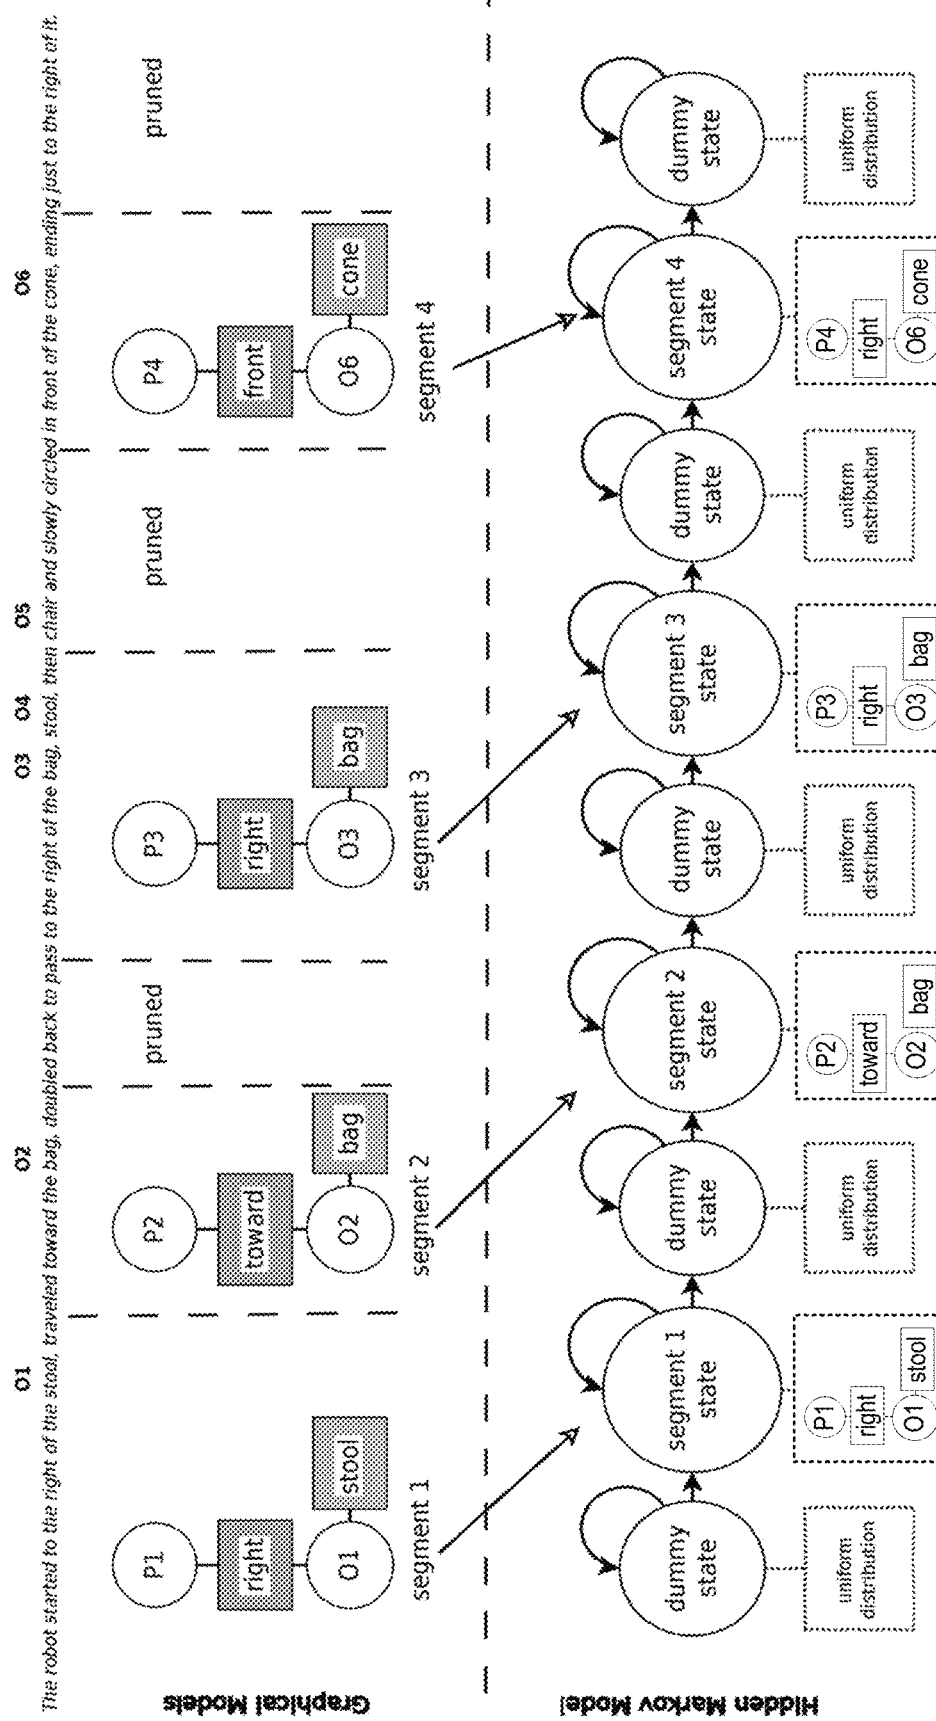 O1 O2 O3 O4 O5 O6
The robot started to the right of the stool, traveled toward the bag, doubled back to pass to the right of the bag, stool, then chair and slowly circled in front of the cone, ending just to the right of it.
Graphical Models
P1
right
O1 stool
segment 1
P2
toward
O2 bag
segment 2
pruned
P3
right
O3 bag
segment 3
pruned
P4
front
O6 cone
segment 4
pruned
Hidden Markov Model
dummy
state
segment 1
state
dummy
state
segment 2
state
dummy
state
segment 3
state
dummy
state
segment 4
state
dummy
state
uniform
distribution
P1
right
O1 stool
uniform
distribution
P2
toward
O2 bag
uniform
distribution
P3
right
O3 bag
uniform
distribution
P4
right
O6 cone
uniform
distribution